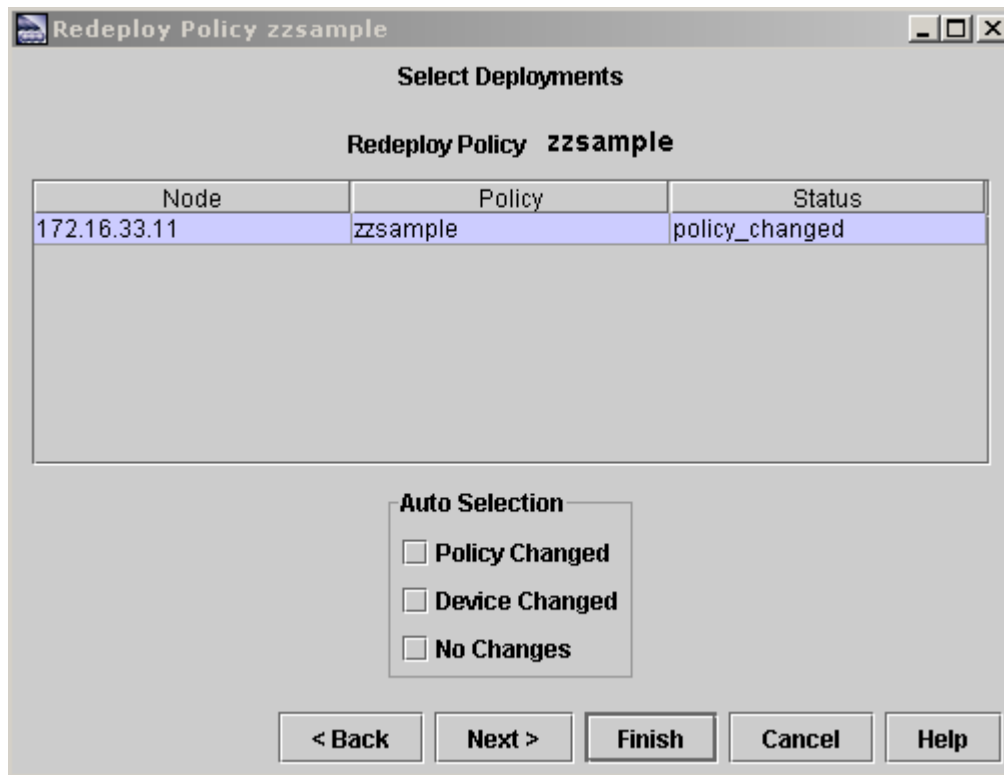 Redeploy Policy zzsample
Select Deployments
Redeploy Policy zzsample
Node Policy Status
172.16.33.11 zzsample policy_changed
Auto Selection
Policy Changed
Device Changed
No Changes
< Back Next > Finish Cancel Help